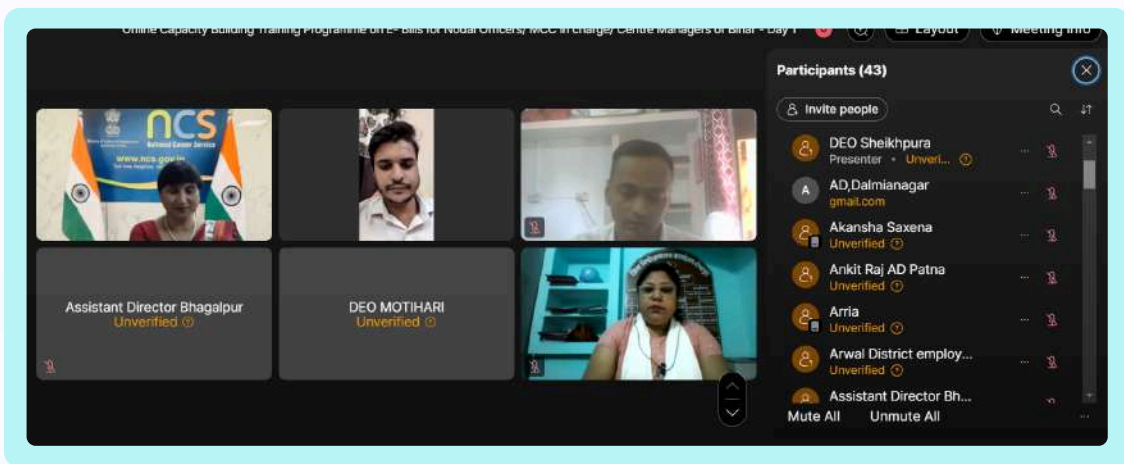 Online Capacity Building Training Programme on E- Bills for Nodal Officers/ MCC in charge/ Centre Managers of Bihar - Day 1
Layout
Meeting Info
Participants (43)
Invite people
DEO Sheikhpura
Presenter • Unveri...
AD,Dalmianagar
gmail.com
Akansha Saxena
Unverified
Ankit Raj AD Patna
Unverified
Arria
Unverified
Arwal District employ...
Unverified
Assistant Director Bh...
Mute All
Unmute All
ncs
National Career Service
www.ncs.gov.in
Assistant Director Bhagalpur
Unverified
DEO MOTIHARI
Unverified
A